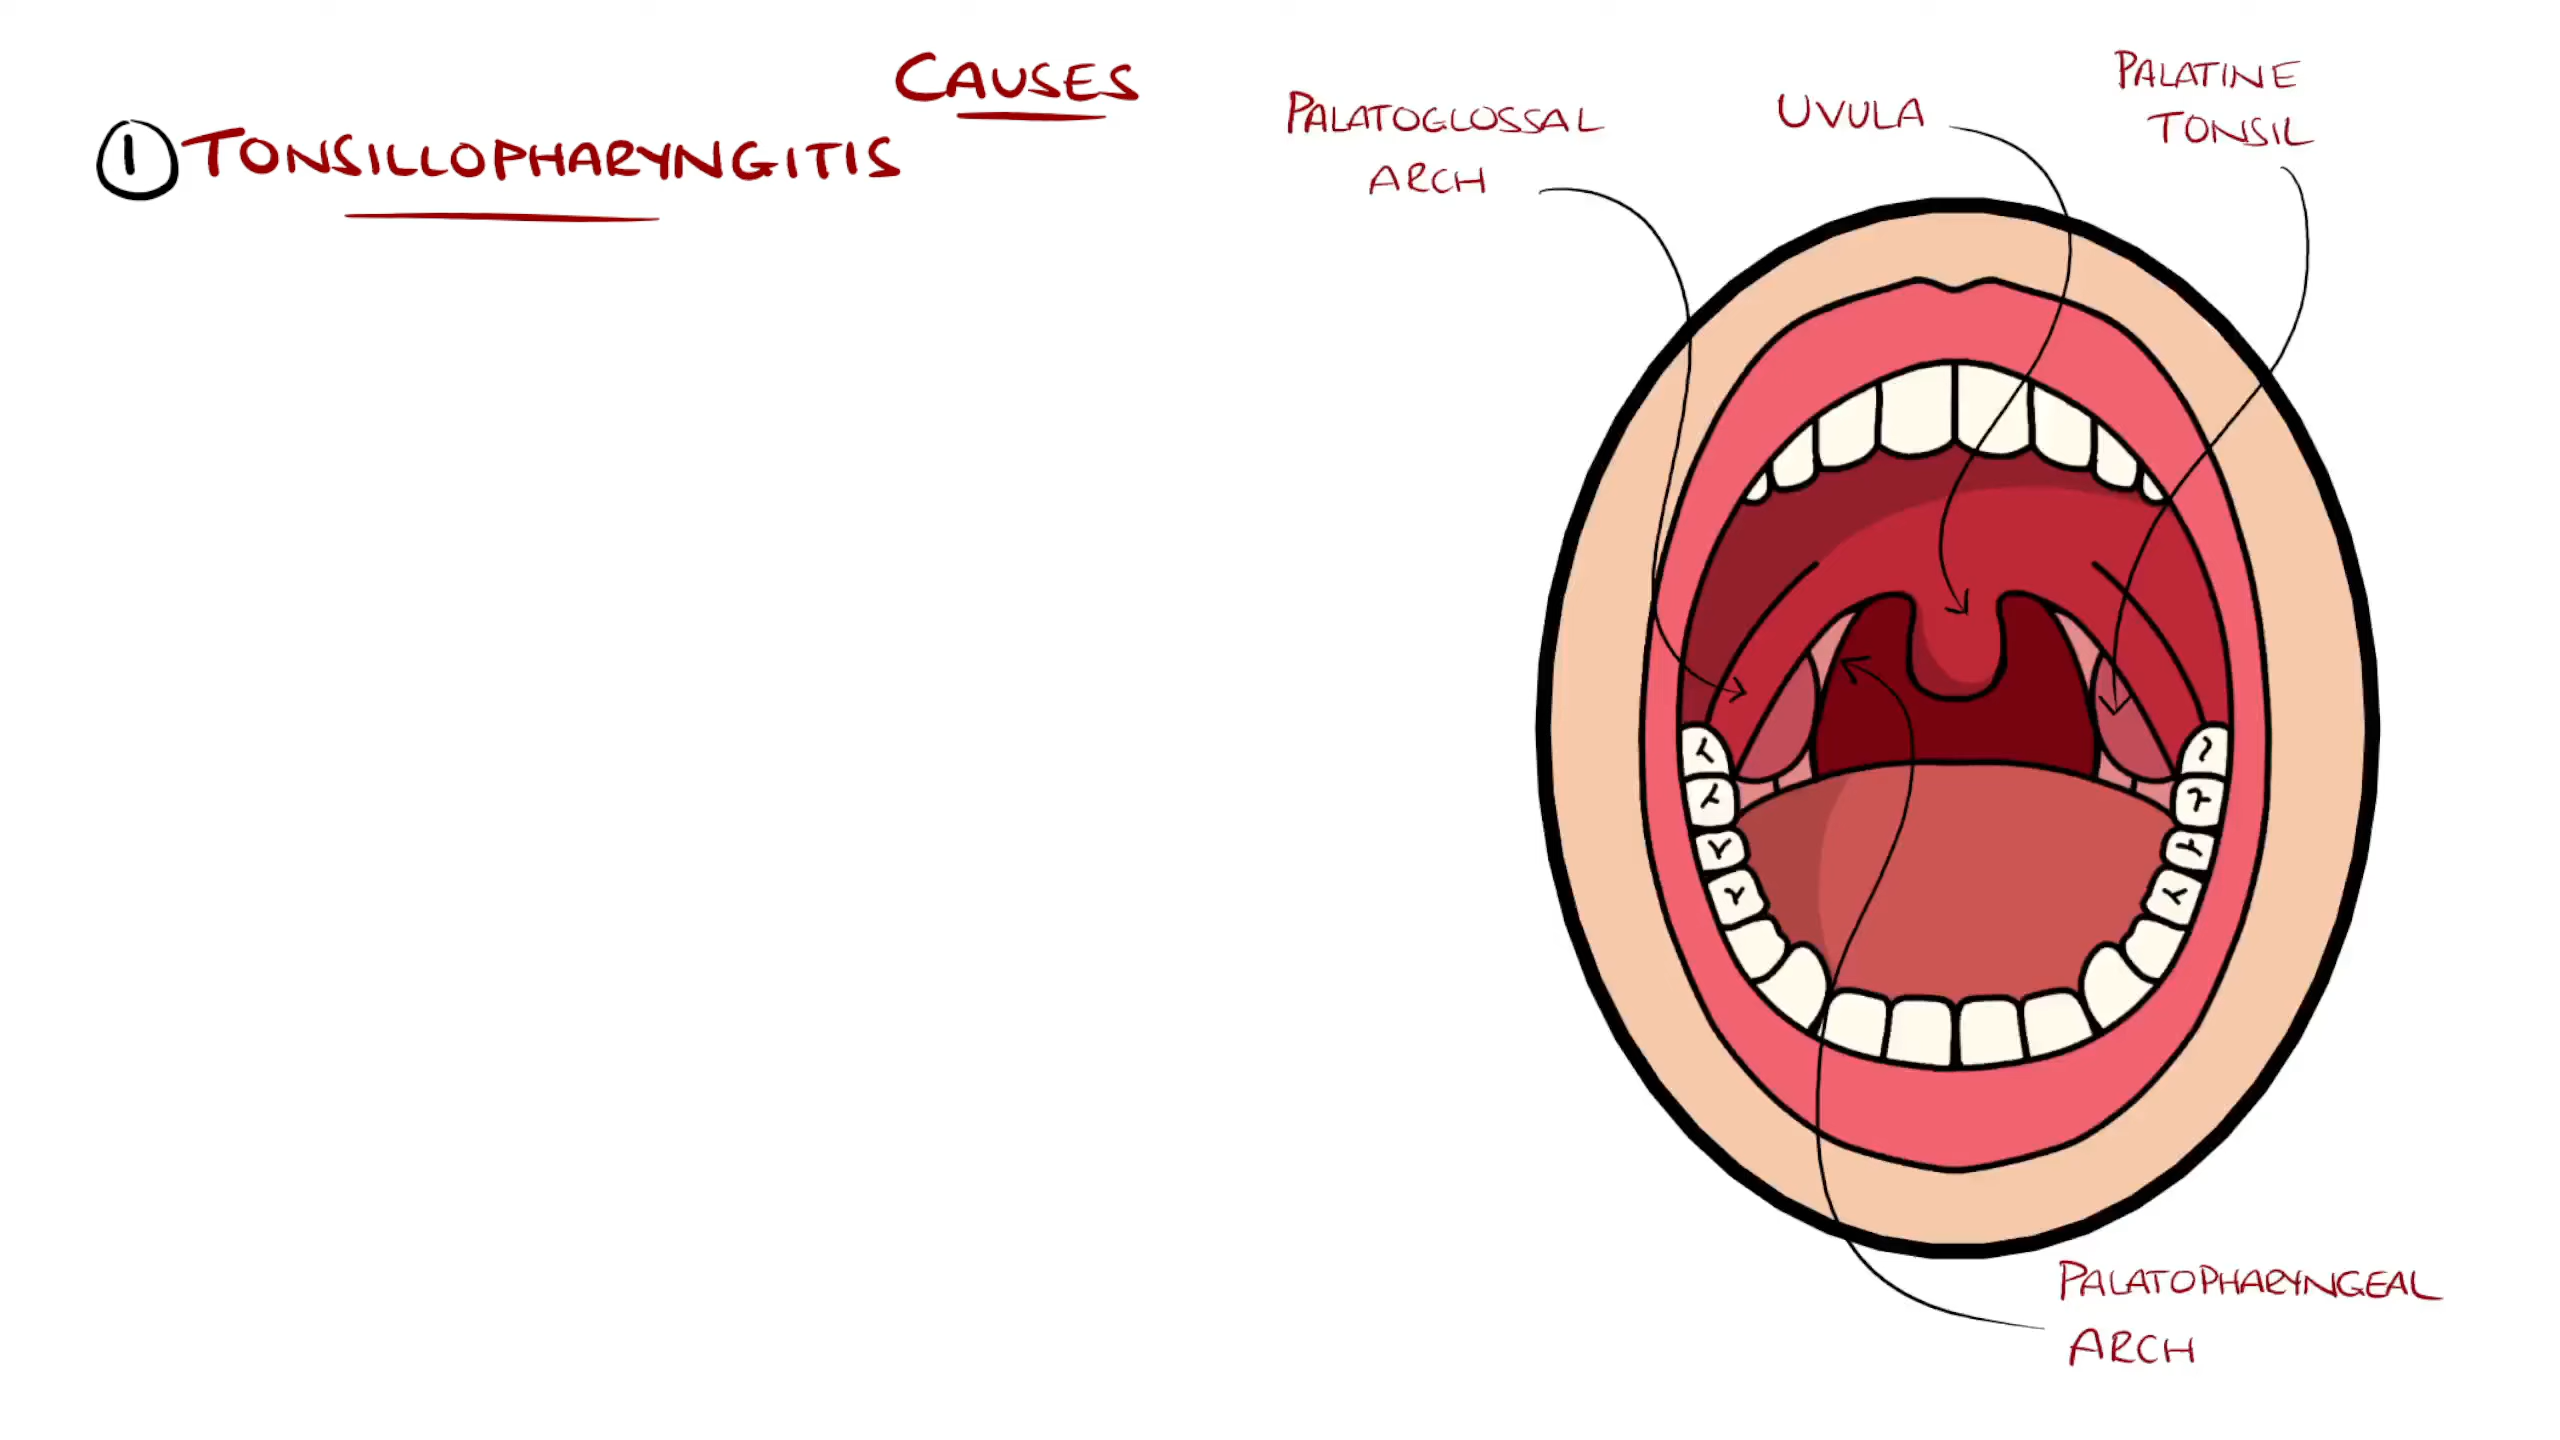 CAUSES
1 TONSILLOPHARYNGITIS
PALATOGLOSSAL
ARCH
UVULA
PALATINE
TONSIL
PALATOPHARYNGEAL
ARCH